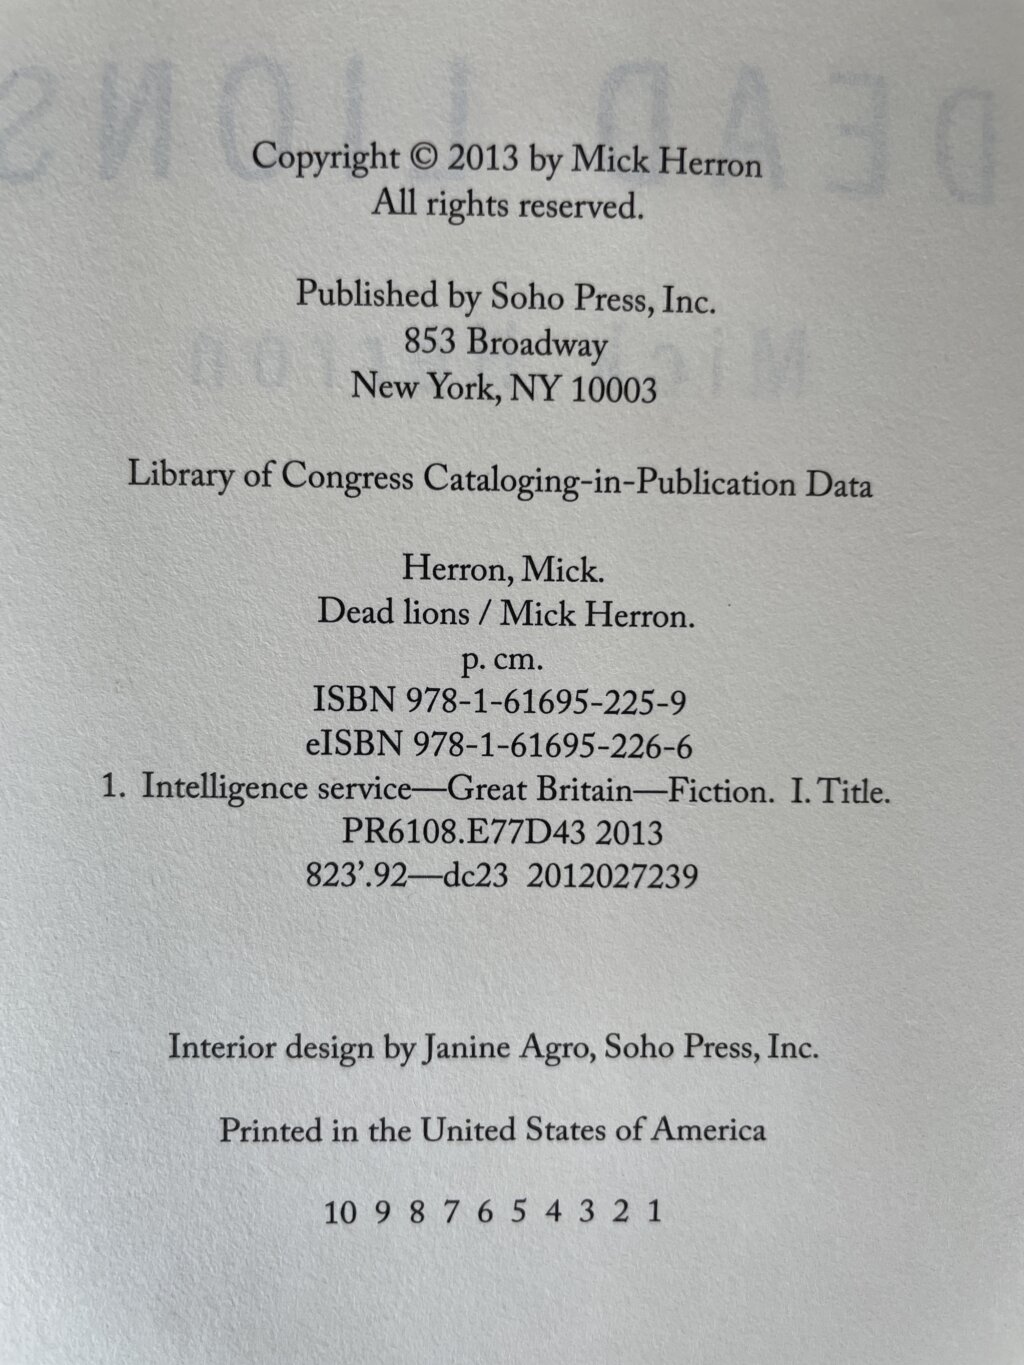 DEAD LIONS
Copyright © 2013 by Mick Herron
All rights reserved.
Published by Soho Press, Inc.
853 Broadway
New York, NY 10003
Library of Congress Cataloging-in-Publication Data
Herron, Mick.
Dead lions / Mick Herron.
p. cm.
ISBN 978-1-61695-225-9
eISBN 978-1-61695-226-6
1. Intelligence service—Great Britain—Fiction. I. Title.
PR6108.E77D43 2013
823’.92—dc23 2012027239
Interior design by Janine Agro, Soho Press, Inc.
Printed in the United States of America
10 9 8 7 6 5 4 3 2 1